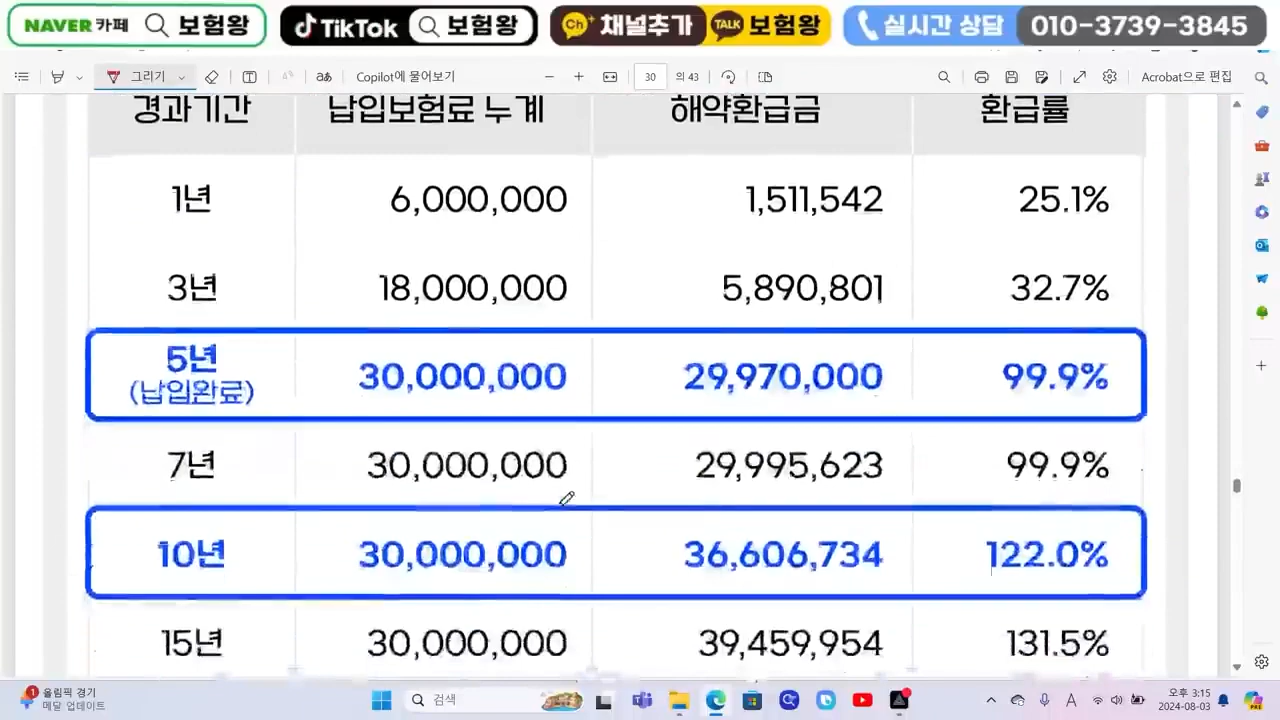 NAVER 카페 보험왕 TikTok 보험왕 Ch+ 채널추가 TALK 보험왕 실시간 상담 010-3739-3845
그리기 Copilot에 물어보기 30 의 43 Acrobat으로 편집
경과기간 납입보험료 누계 해약환급금 환급률
1년 6,000,000 1,511,542 25.1%
3년 18,000,000 5,890,801 32.7%
5년 (납입완료) 30,000,000 29,970,000 99.9%
7년 30,000,000 29,995,623 99.9%
10년 30,000,000 36,606,734 122.0%
15년 30,000,000 39,459,954 131.5%
1 올림픽 경기 검색 A 오후 3:15
메달 업데이트 2024-08-03